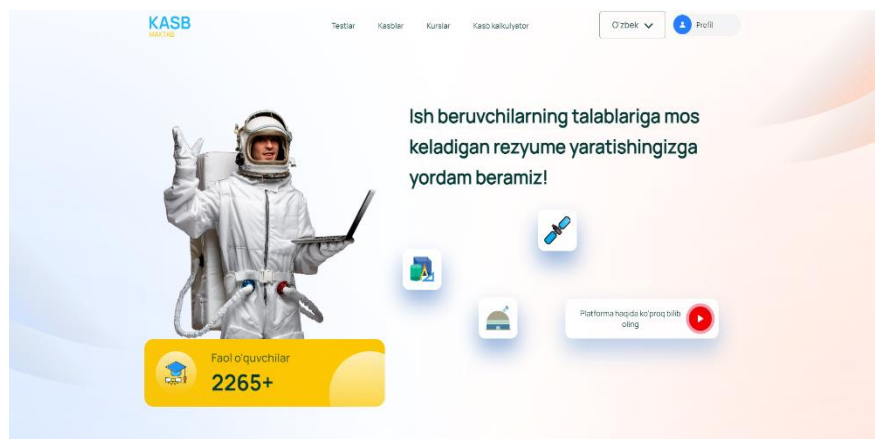 KASB
MAKTAB
Testlar
Kasblar
Kurslar
Kasb kalkulyator
O'zbek
Profil
Ish beruvchilarning talablariga mos
keladigan rezyume yaratishingizga
yordam beramiz!
Platforma haqida ko'proq bilib
oling
Faol o'quvchilar
2265+